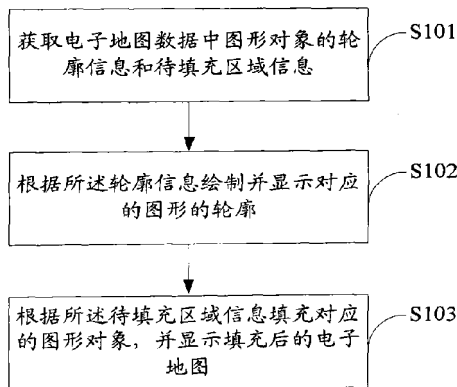 获取电子地图数据中图形对象的轮
廓信息和待填充区域信息
S101
根据所述轮廓信息绘制并显示对应
的图形的轮廓
S102
根据所述待填充区域信息填充对应
的图形对象，并显示填充后的电子
地图
S103